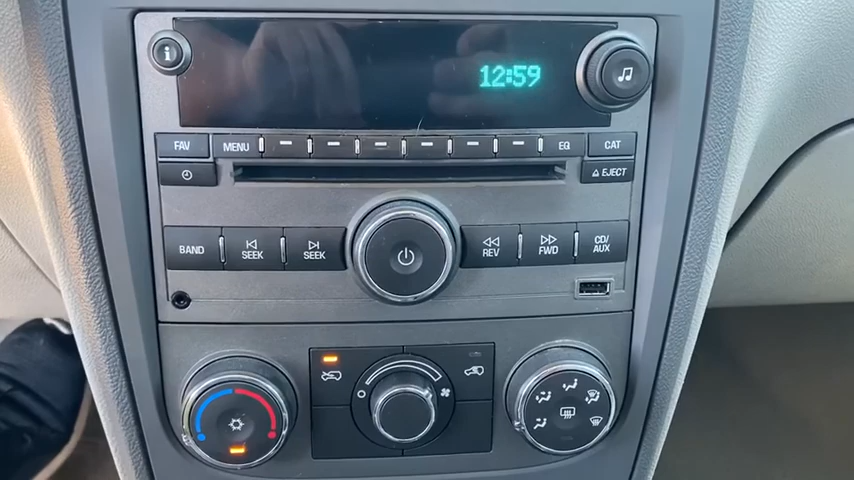 12:59
FAV
MENU
EQ
CAT
EJECT
BAND
SEEK
SEEK
REV
FWD
CD/
AUX